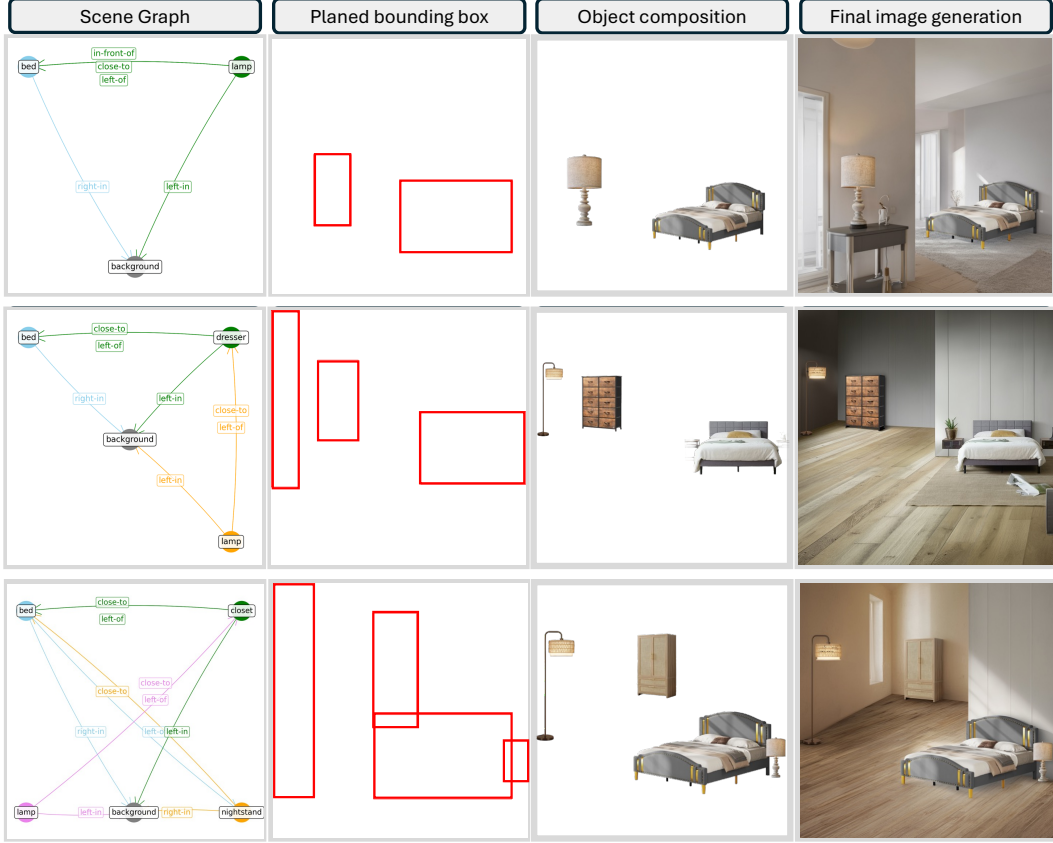 Scene Graph
Planed bounding box
Object composition
Final image generation
in-front-of
bed
close-to
lamp
left-of
right-in
left-in
background
close-to
bed
dresser
left-of
right-in
left-in
close-to
left-of
background
left-in
lamp
close-to
bed
closet
left-of
close-to
close-to
left-of
right-in
left-in
lamp
left-in
background
right-in
nightstand